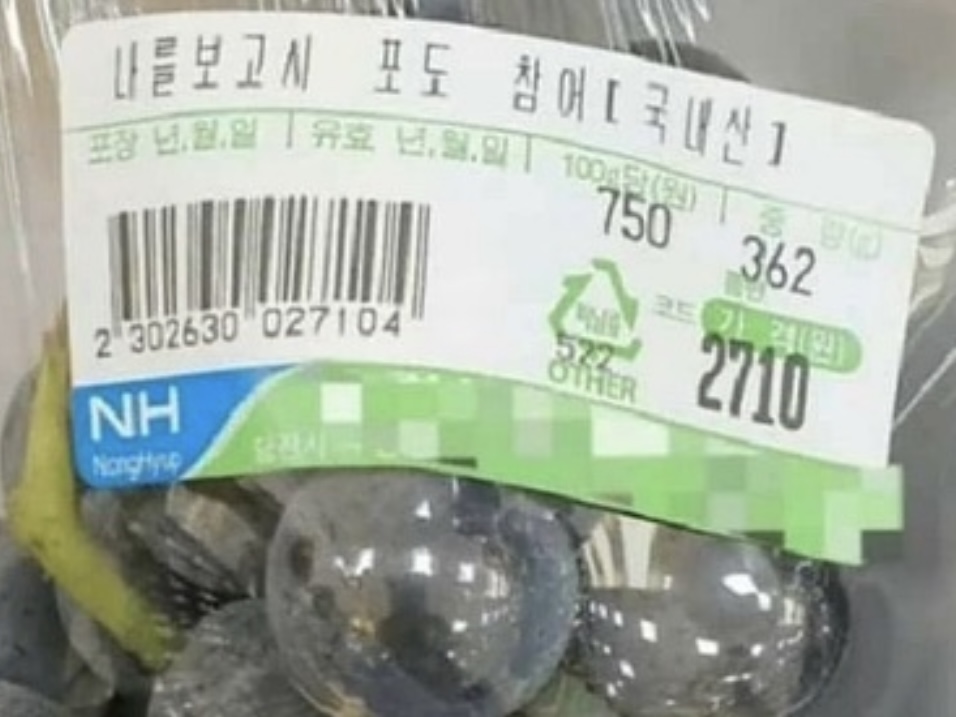 나를보고시 포도 참어[국내산]
포장 년,월,일 | 유효 년,월,일 | 100g당(원) | 중 량(g)
750 362
코드 가 격(원)
2 302630 027104
522 2710
OTHER
NH
NongHyup